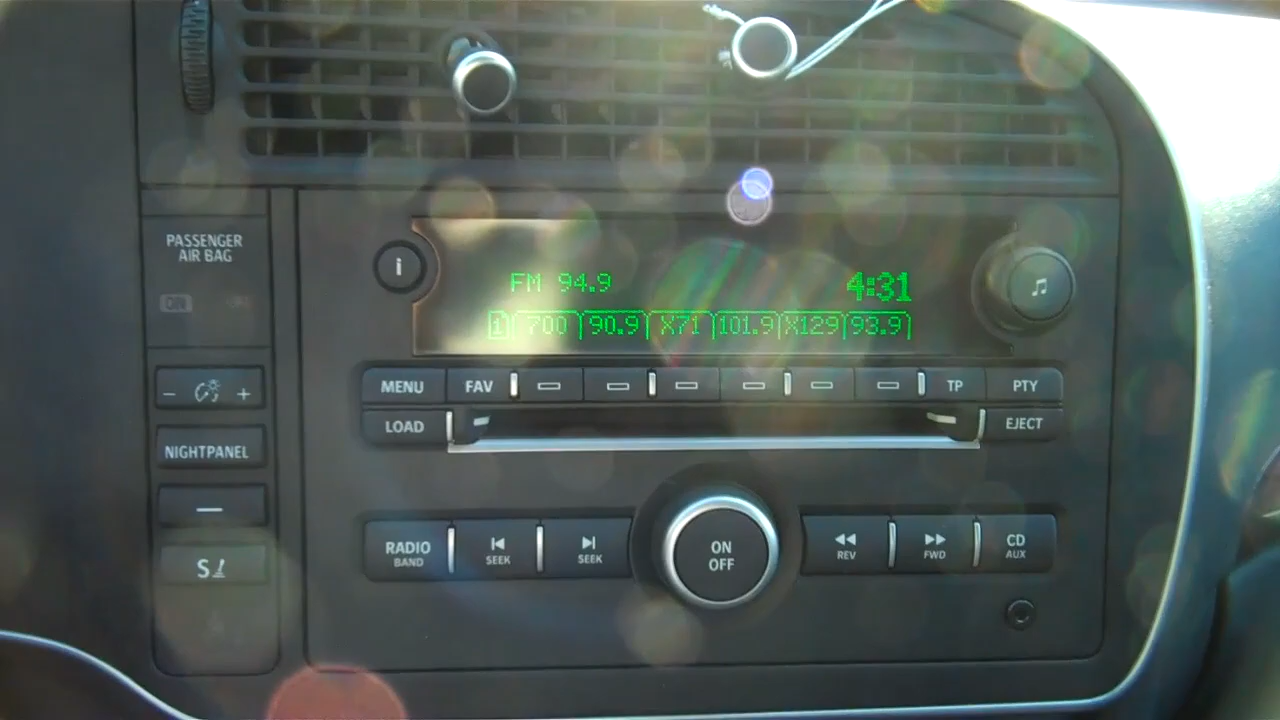 PASSENGER
AIR BAG
ON
i
FM 94.9 4:31
1 700 90.9 X71 101.9 X129 93.9
MENU FAV TP PTY
LOAD EJECT
- +
NIGHTPANEL
S
RADIO
BAND
SEEK
SEEK
ON
OFF
REV
FWD
CD
AUX